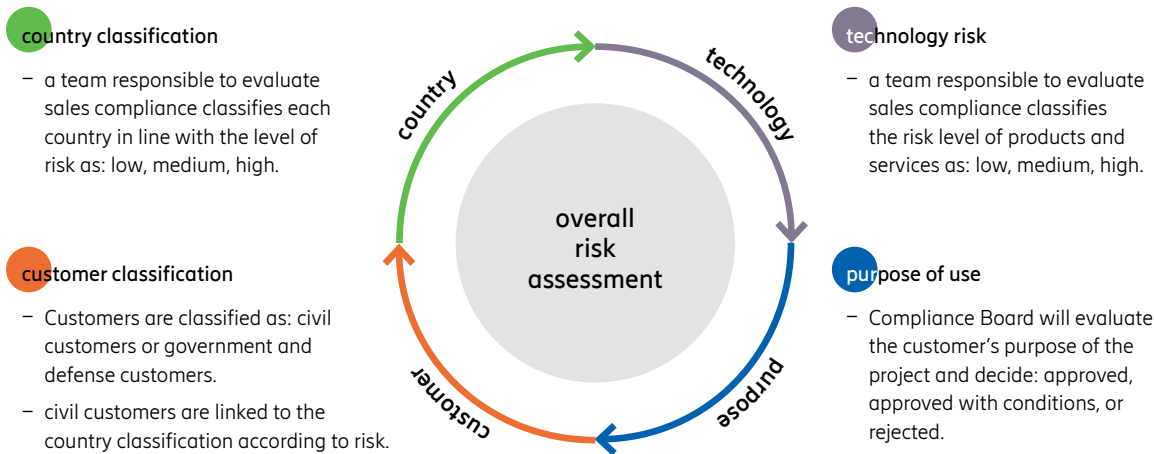 country classification
– a team responsible to evaluate
sales compliance classifies each
country in line with the level of
risk as: low, medium, high.
customer classification
– Customers are classified as: civil
customers or government and
defense customers.
– civil customers are linked to the
country classification according to risk.
country
technology
customer
purpose
overall
risk
assessment
technology risk
– a team responsible to evaluate
sales compliance classifies
the risk level of products and
services as: low, medium, high.
purpose of use
– Compliance Board will evaluate
the customer’s purpose of the
project and decide: approved,
approved with conditions, or
rejected.